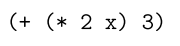 (+ (* 2 x) 3)